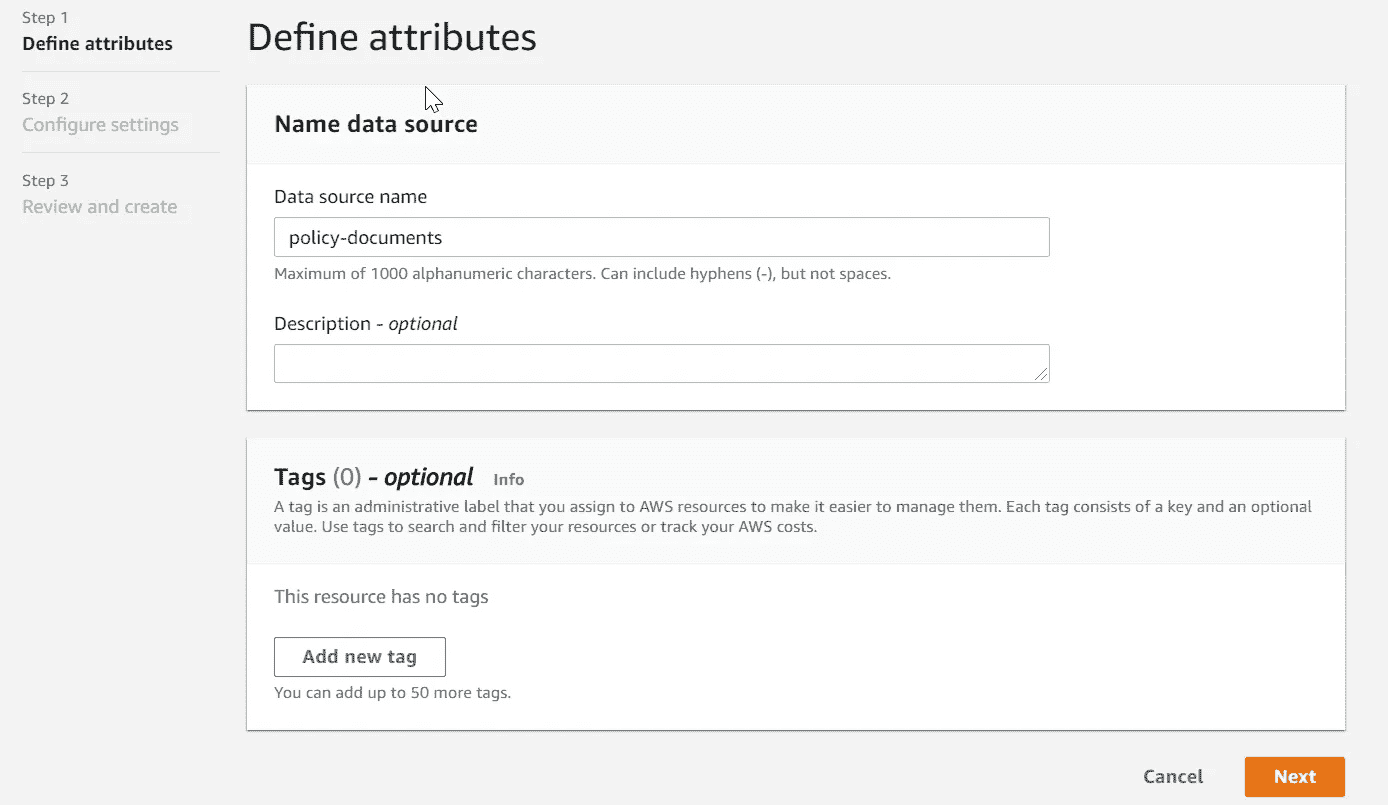 Step 1
Define attributes
Step 2
Configure settings
Step 3
Review and create
Define attributes
Name data source
Data source name
policy-documents
Maximum of 1000 alphanumeric characters. Can include hyphens (-), but not spaces.
Description - optional
Tags (0) - optional Info
A tag is an administrative label that you assign to AWS resources to make it easier to manage them. Each tag consists of a key and an optional
value. Use tags to search and filter your resources or track your AWS costs.
This resource has no tags
Add new tag
You can add up to 50 more tags.
Cancel Next